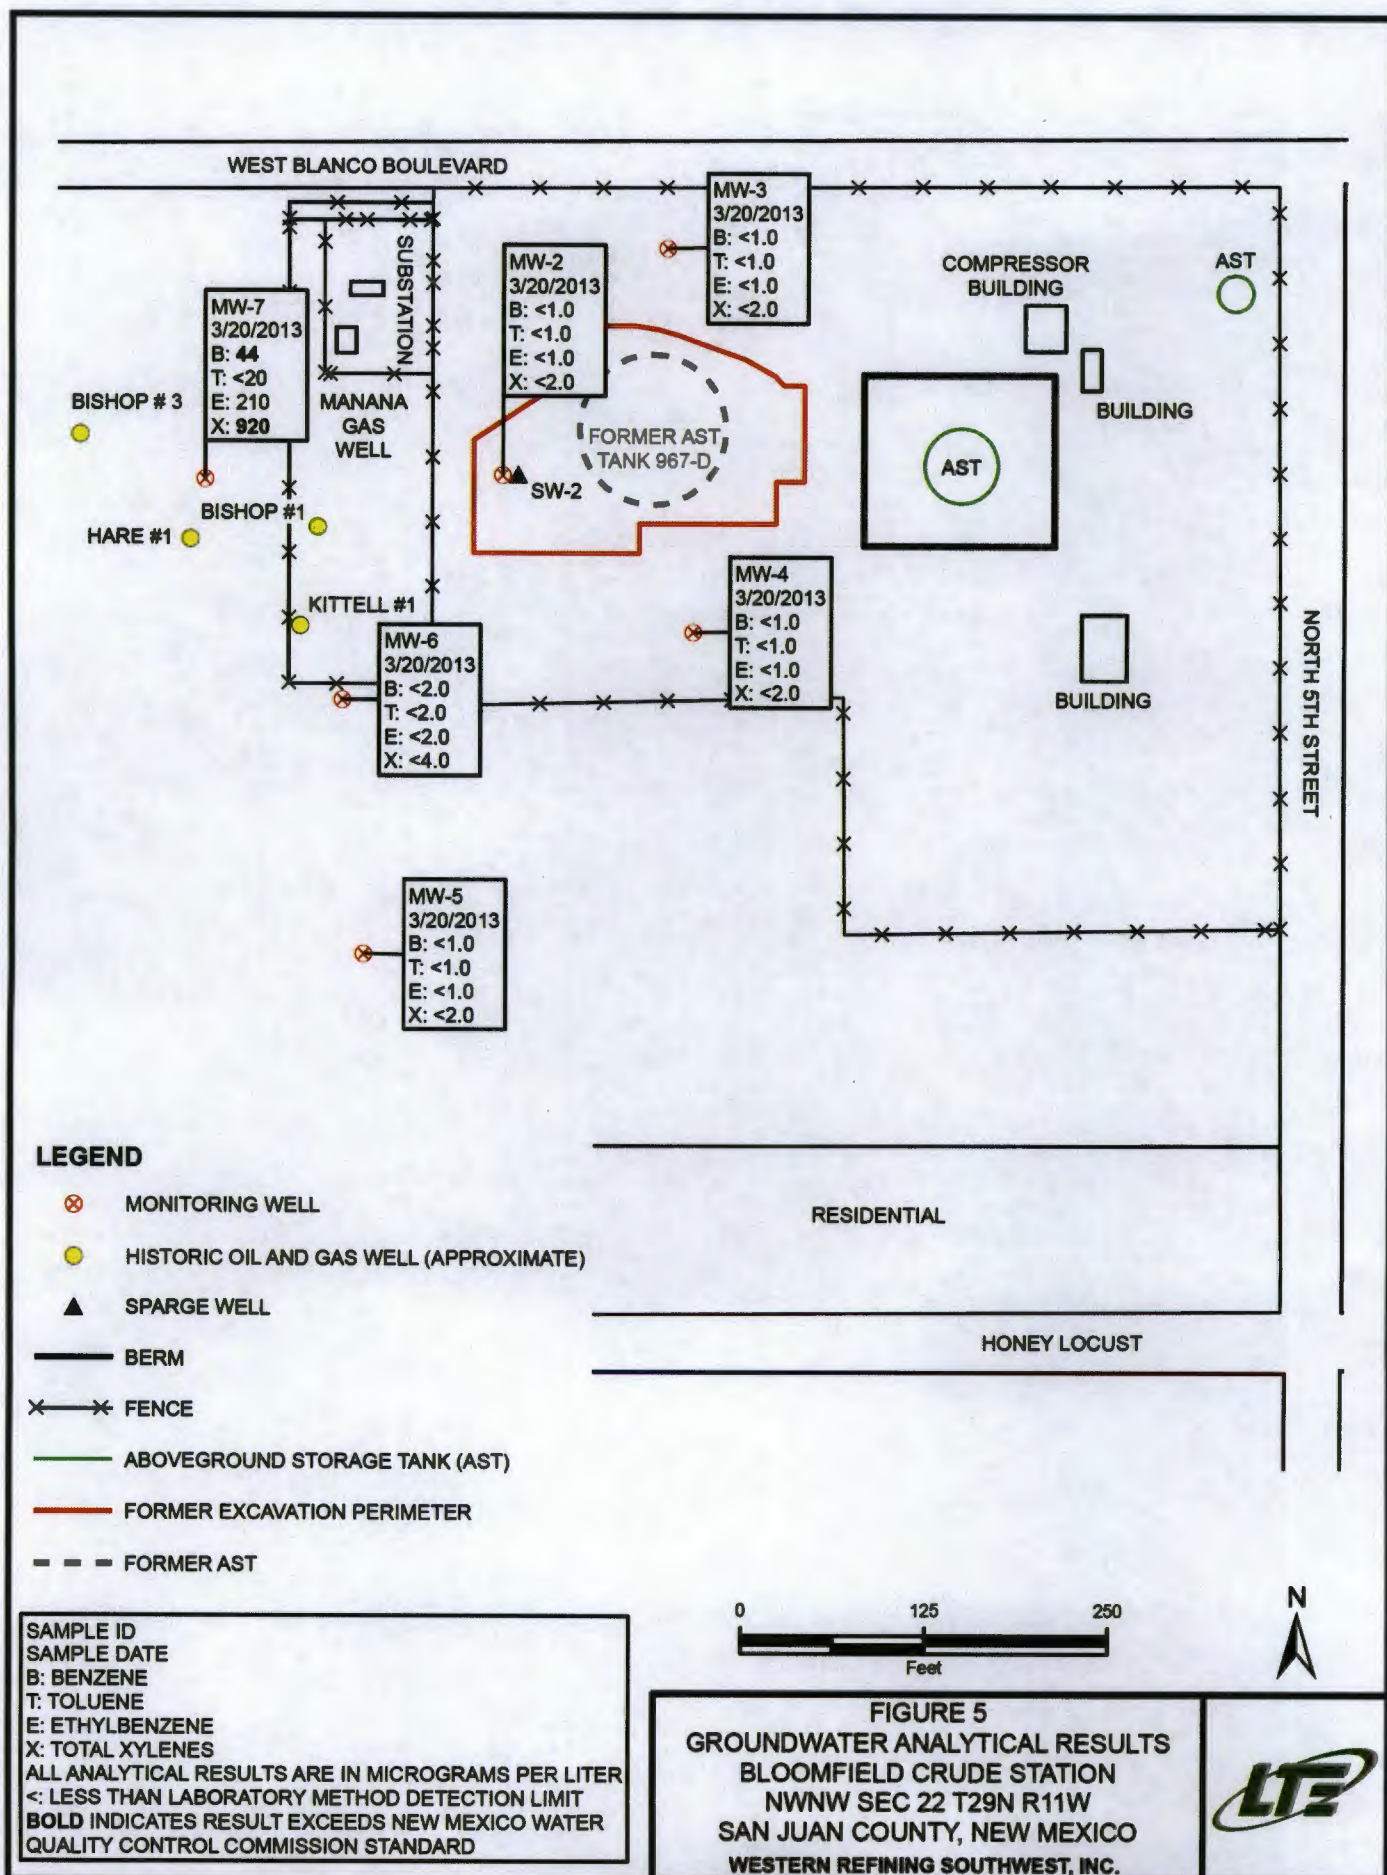 WEST BLANCO BOULEVARD
MW-3
3/20/2013
B: <1.0
T: <1.0
E: <1.0
X: <2.0
SUBSTATION
MW-2
3/20/2013
B: <1.0
T: <1.0
E: <1.0
X: <2.0
COMPRESSOR
BUILDING
AST
MW-7
3/20/2013
B: 44
T: <20
E: 210
X: 920
BISHOP # 3
MANANA
GAS
WELL
BUILDING
FORMER AST
TANK 967-D
AST
SW-2
BISHOP #1
HARE #1
MW-4
3/20/2013
B: <1.0
T: <1.0
E: <1.0
X: <2.0
KITTELL #1
MW-6
3/20/2013
B: <2.0
T: <2.0
E: <2.0
X: <4.0
BUILDING
NORTH 5TH STREET
MW-5
3/20/2013
B: <1.0
T: <1.0
E: <1.0
X: <2.0
LEGEND
MONITORING WELL
HISTORIC OIL AND GAS WELL (APPROXIMATE)
SPARGE WELL
BERM
FENCE
ABOVEGROUND STORAGE TANK (AST)
FORMER EXCAVATION PERIMETER
FORMER AST
RESIDENTIAL
HONEY LOCUST
SAMPLE ID
SAMPLE DATE
B: BENZENE
T: TOLUENE
E: ETHYLBENZENE
X: TOTAL XYLENES
ALL ANALYTICAL RESULTS ARE IN MICROGRAMS PER LITER
<: LESS THAN LABORATORY METHOD DETECTION LIMIT
BOLD INDICATES RESULT EXCEEDS NEW MEXICO WATER
QUALITY CONTROL COMMISSION STANDARD
0 125 250
Feet
N
FIGURE 5
GROUNDWATER ANALYTICAL RESULTS
BLOOMFIELD CRUDE STATION
NWNW SEC 22 T29N R11W
SAN JUAN COUNTY, NEW MEXICO
WESTERN REFINING SOUTHWEST, INC.
LTE